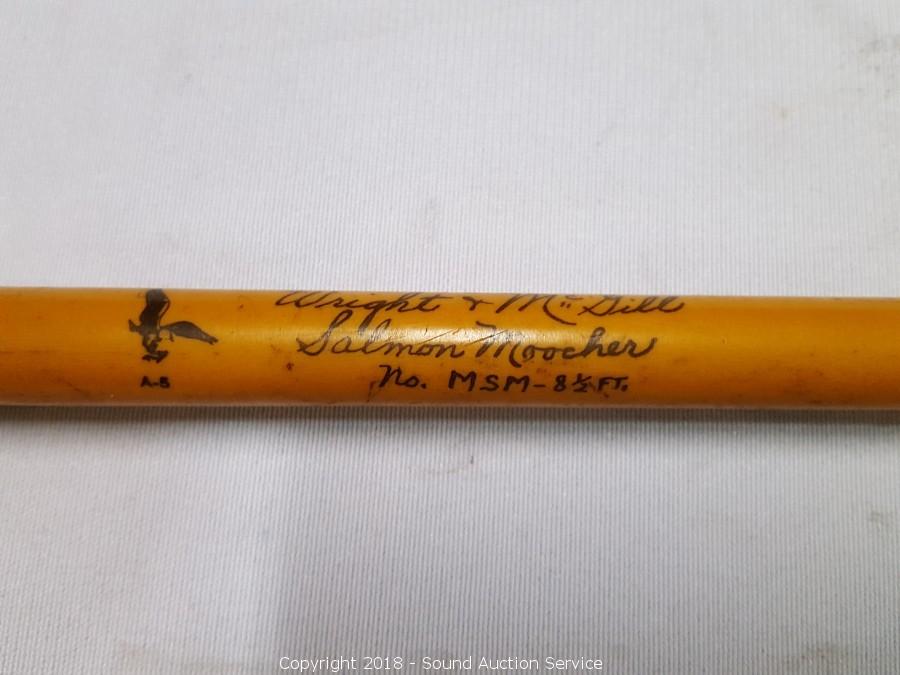 Wright & McGill
Salmon Moocher
No. MSM-8½ FT.
A-5
Copyright 2018 - Sound Auction Service